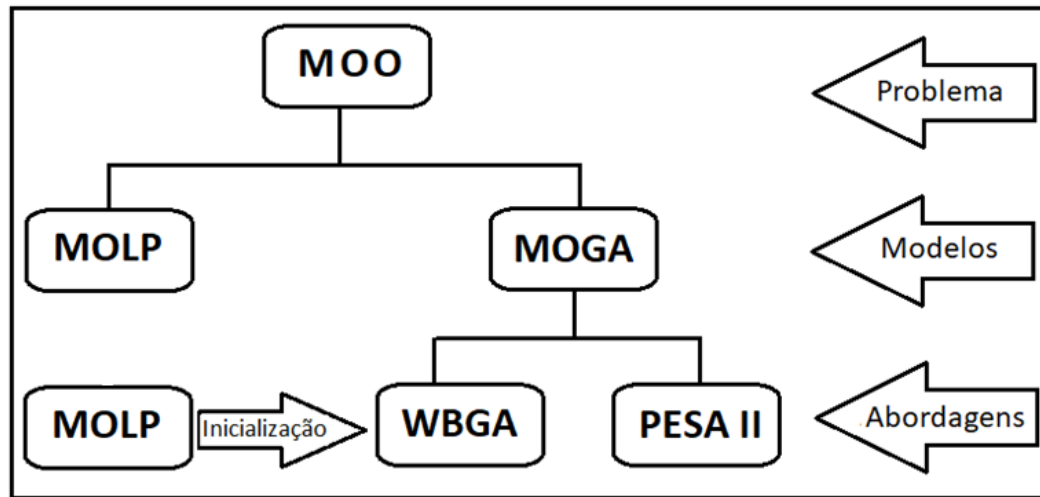 MOO
Problema
MOLP
MOGA
Modelos
MOLP
Inicialização
WBGA
PESA II
Abordagens